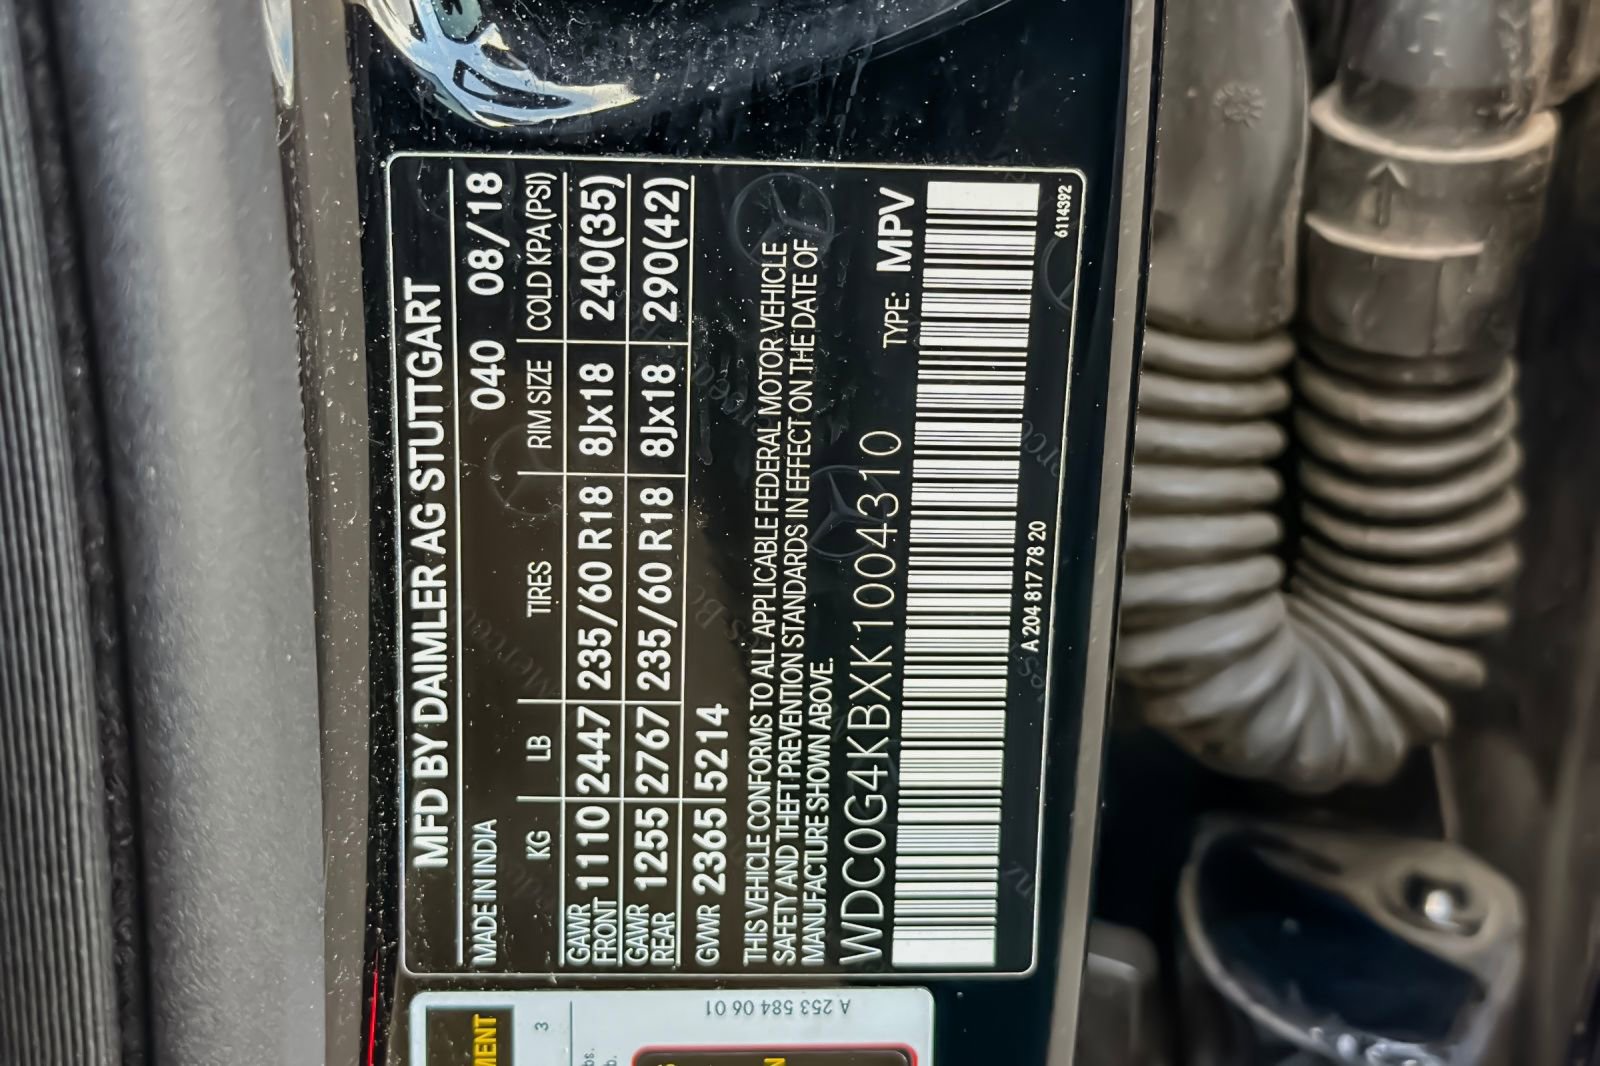 MFD BY DAIMLER AG STUTTGART
MADE IN INDIA 040 08/18
KG LB TIRES RIM SIZE COLD KPA(PSI)
GAWR FRONT 1110 2447 235/60 R18 8Jx18 240(35)
GAWR REAR 1255 2767 235/60 R18 8Jx18 290(42)
GVWR 2365 5214
THIS VEHICLE CONFORMS TO ALL APPLICABLE FEDERAL MOTOR VEHICLE
SAFETY AND THEFT PREVENTION STANDARDS IN EFFECT ON THE DATE OF
MANUFACTURE SHOWN ABOVE.
WDC0G4KBXK1004310 TYPE: MPV
A 204 817 78 20 6114392
A 253 584 06 01
MENT
3